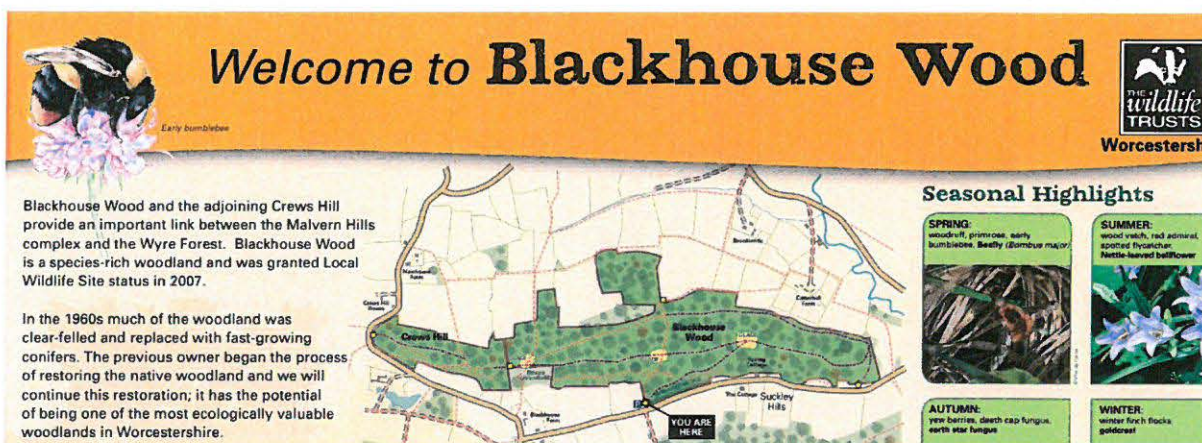 Welcome to Blackhouse Wood
THE
wildlife
TRUSTS
Worcestersh
Early bumblebee
Blackhouse Wood and the adjoining Crews Hill
provide an important link between the Malvern Hills
complex and the Wyre Forest. Blackhouse Wood
is a species-rich woodland and was granted Local
Wildlife Site status in 2007.
In the 1960s much of the woodland was
clear-felled and replaced with fast-growing
conifers. The previous owner began the process
of restoring the native woodland and we will
continue this restoration; it has the potential
of being one of the most ecologically valuable
woodlands in Worcestershire.
Crews Hill
House
Crews Hill
Blackhouse
Wood
Blackhouse
Farm
The Cottage
Suckley
Hills
YOU ARE
HERE
Seasonal Highlights
SPRING:
woodruff, primrose, early
bumblebee, Beefly (Bombus major)
SUMMER:
wood vetch, red admiral,
spotted flycatcher,
Nettle-leaved bellflower
AUTUMN:
yew berries, death cap fungus,
earth star fungus
WINTER:
winter finch flocks
goldcrest